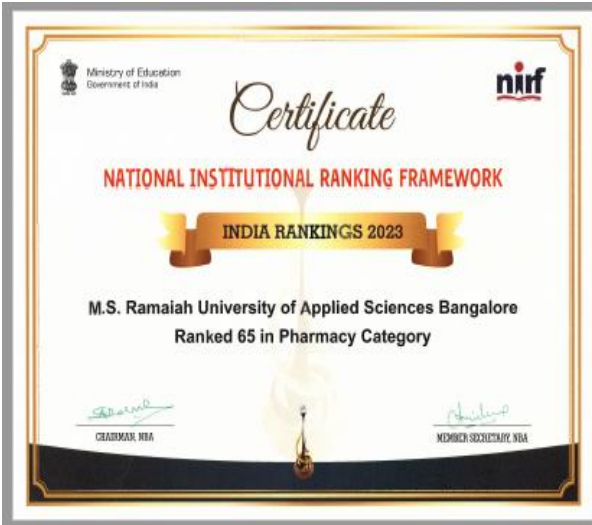 Ministry of Education
Government of India
nirf
Certificate
NATIONAL INSTITUTIONAL RANKING FRAMEWORK
INDIA RANKINGS 2023
M.S. Ramaiah University of Applied Sciences Bangalore
Ranked 65 in Pharmacy Category
CHAIRMAN, NBA
MEMBER SECRETARY, NBA